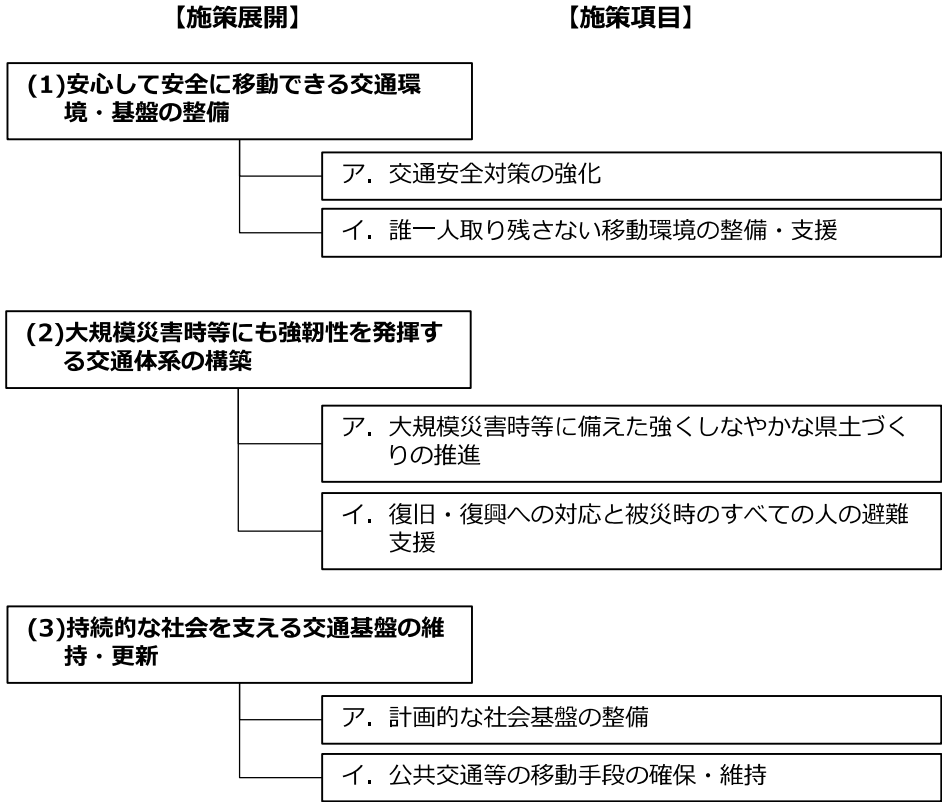 【施策展開】 【施策項目】
(1)安心して安全に移動できる交通環
境・基盤の整備
ア．交通安全対策の強化
イ．誰一人取り残さない移動環境の整備・支援
(2)大規模災害時等にも強靭性を発揮す
る交通体系の構築
ア．大規模災害時等に備えた強くしなやかな県土づく
りの推進
イ．復旧・復興への対応と被災時のすべての人の避難
支援
(3)持続的な社会を支える交通基盤の維
持・更新
ア．計画的な社会基盤の整備
イ．公共交通等の移動手段の確保・維持